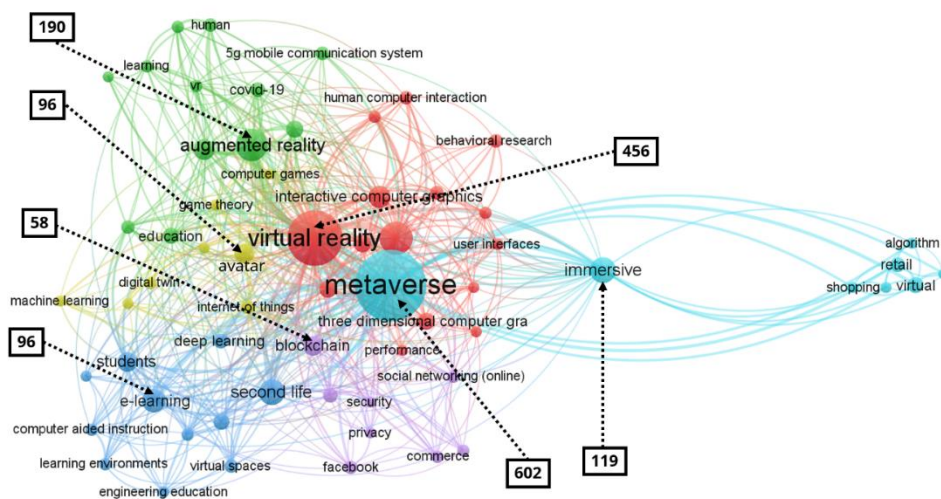 190
human
5g mobile communication system
learning
vr
covid-19
human computer interaction
96
behavioral research
augmented reality
456
computer games
interactive computer graphics
game theory
58
education
virtual reality
user interfaces
algorithm
avatar
immersive
retail
digital twin
metaverse
shopping
virtual
machine learning
internet of things
three dimensional computer gra
96
deep learning
blockchain
performance
students
social networking (online)
e-learning
second life
security
computer aided instruction
privacy
commerce
learning environments
virtual spaces
facebook
602
119
engineering education